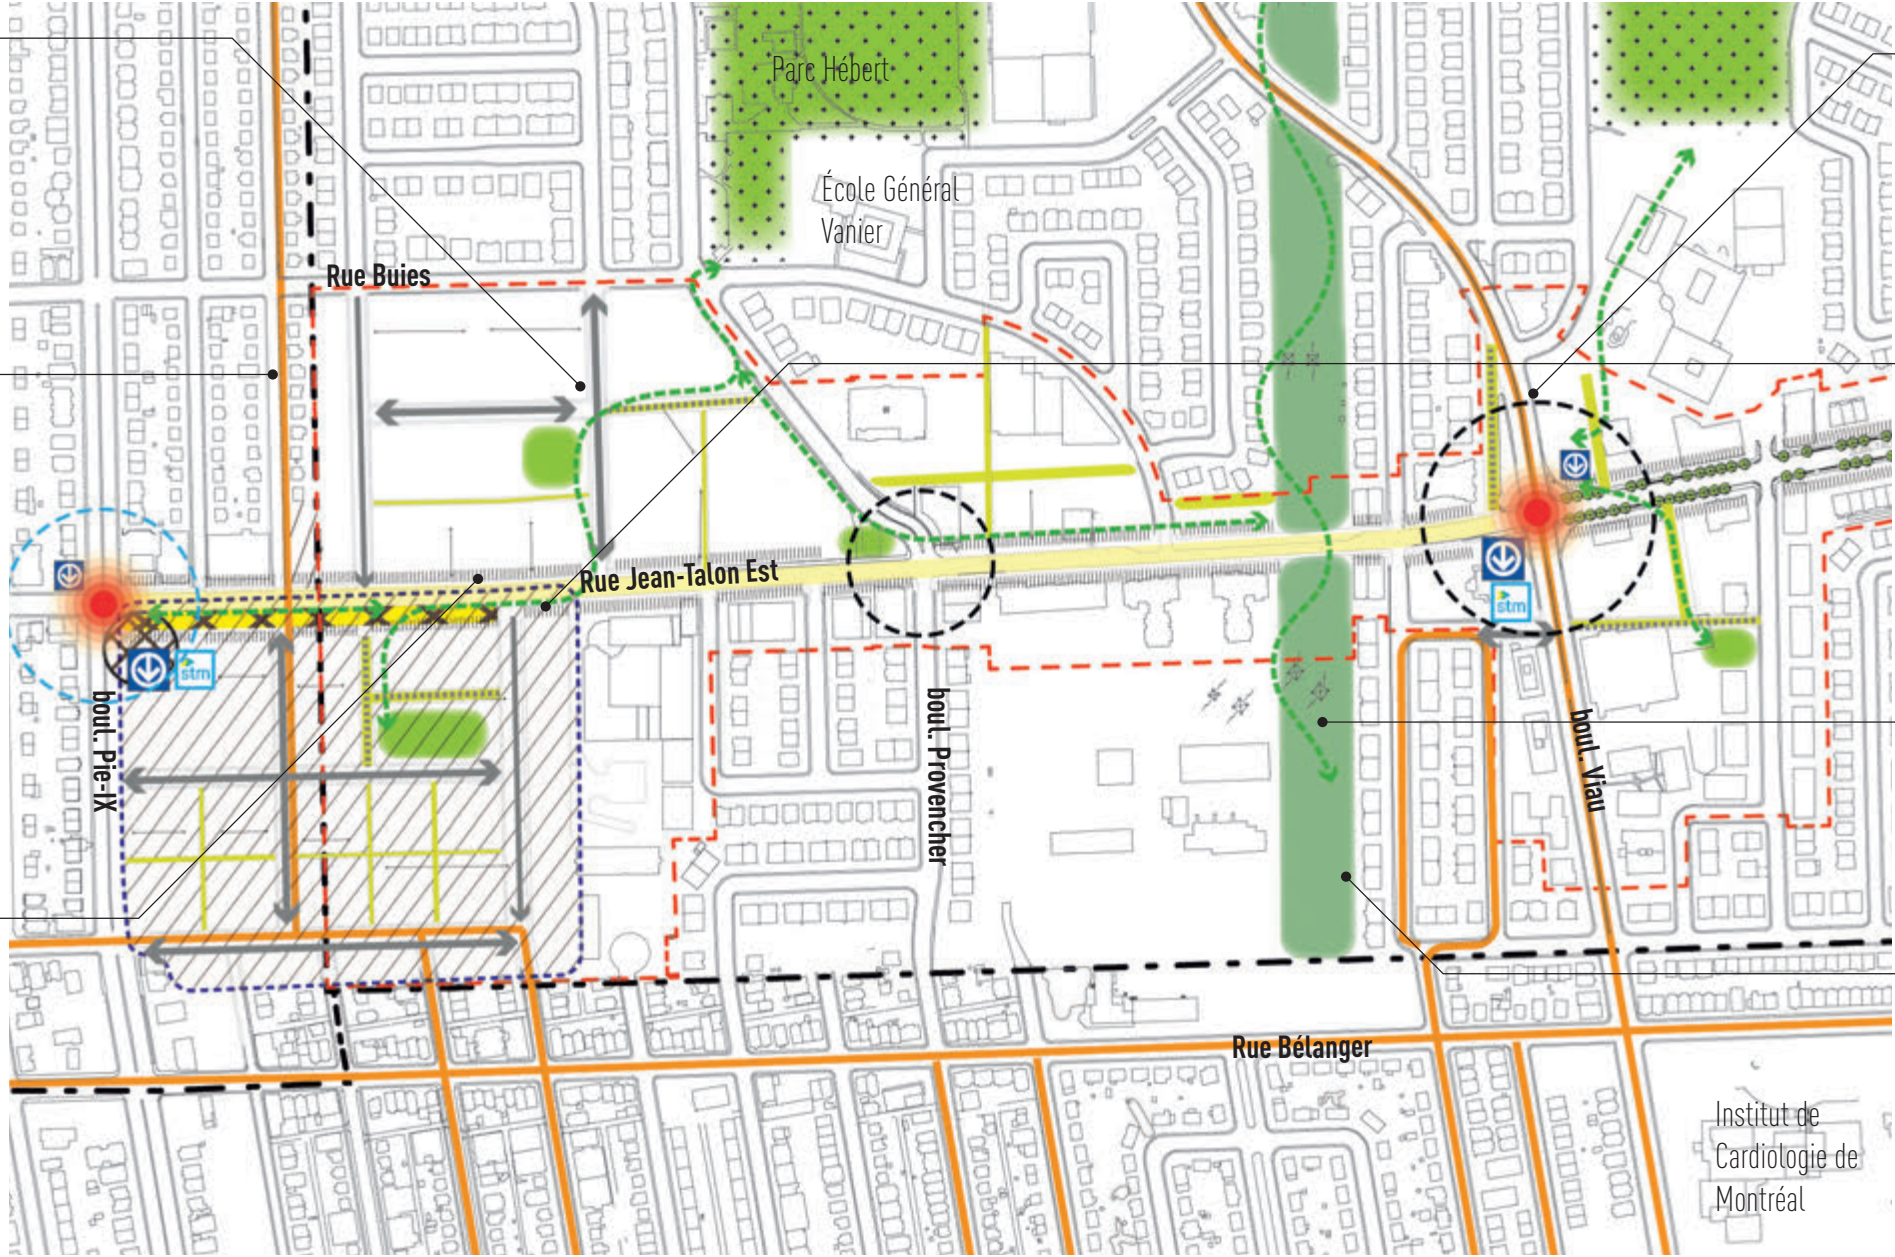 Parc Hébert
École Général
Vanier
Rue Buies
Rue Jean-Talon Est
stm
stm
boul. Pie-IX
boul. Provencher
boul. Viau
Rue Bélanger
Institut de
Cardiologie de
Montréal